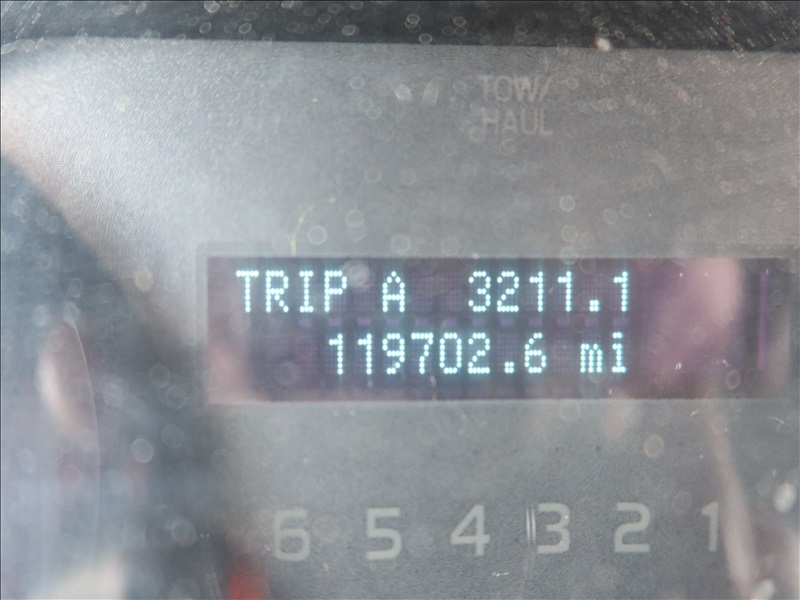 TOW/
HAUL
TRIP A 3211.1
119702.6 mi
6 5 4 3 2 1